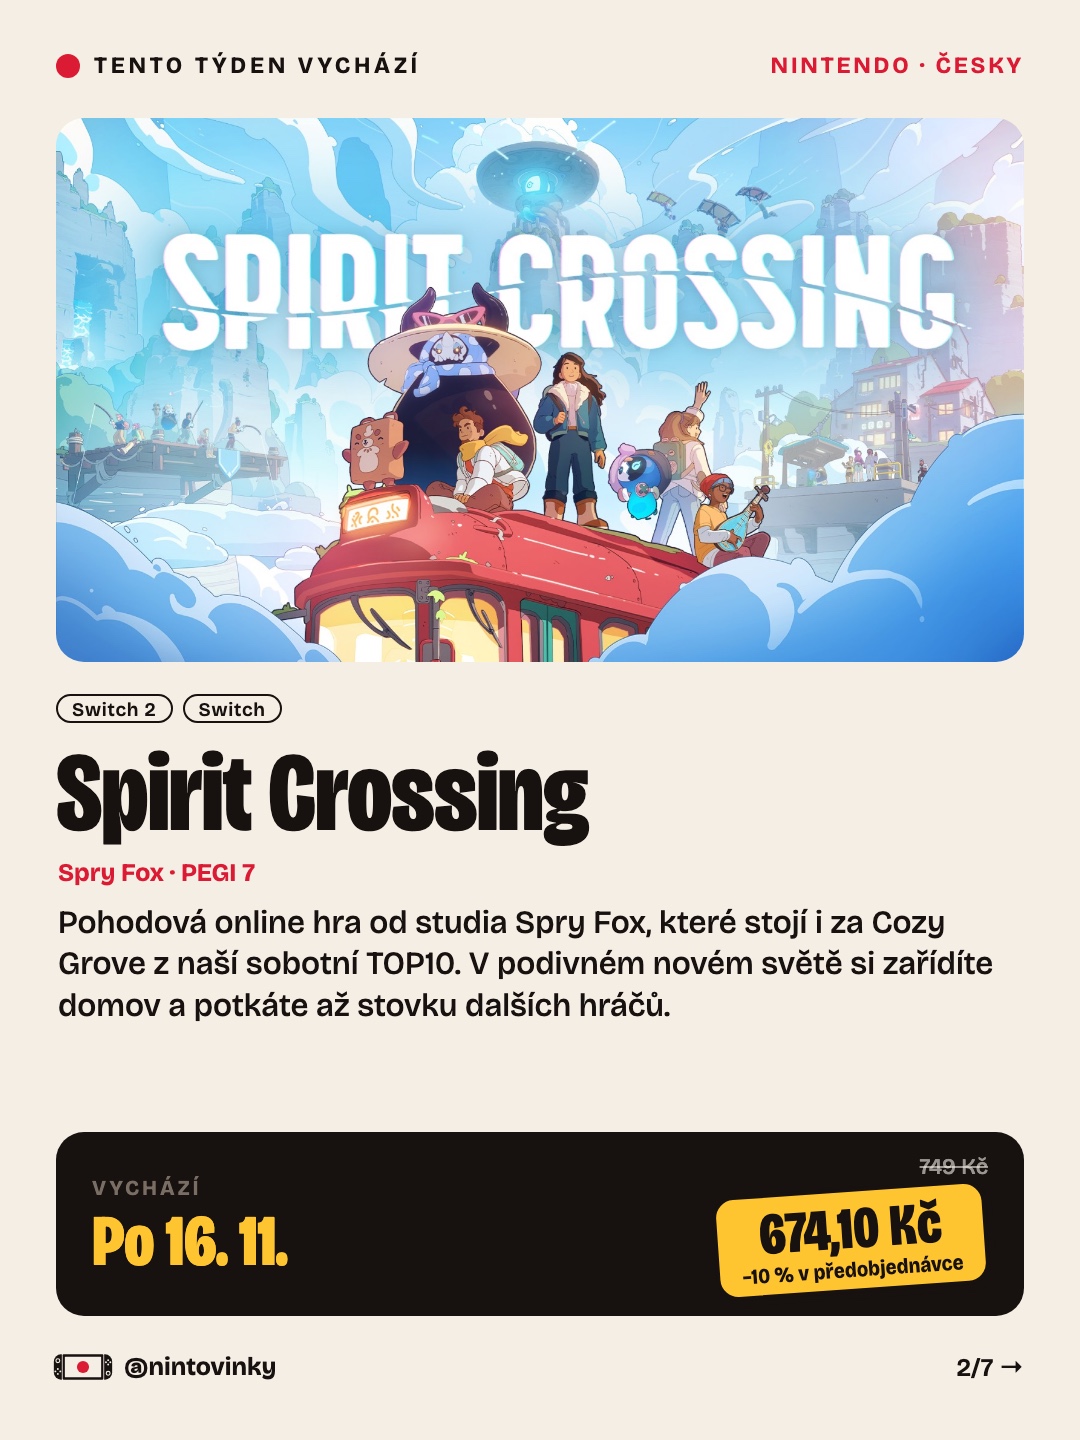 TENTO TÝDEN VYCHÁZÍ
NINTENDO · ČESKY
SPIRIT CROSSING
Switch 2
Switch
Spirit Crossing
Spry Fox · PEGI 7
Pohodová online hra od studia Spry Fox, které stojí i za Cozy
Grove z naší sobotní TOP10. V podivném novém světě si zařídíte
domov a potkáte až stovku dalších hráčů.
VYCHÁZÍ
Po 16. 11.
749 Kč
674,10 Kč
−10 % v předobjednávce
@nintovinky
2/7 →